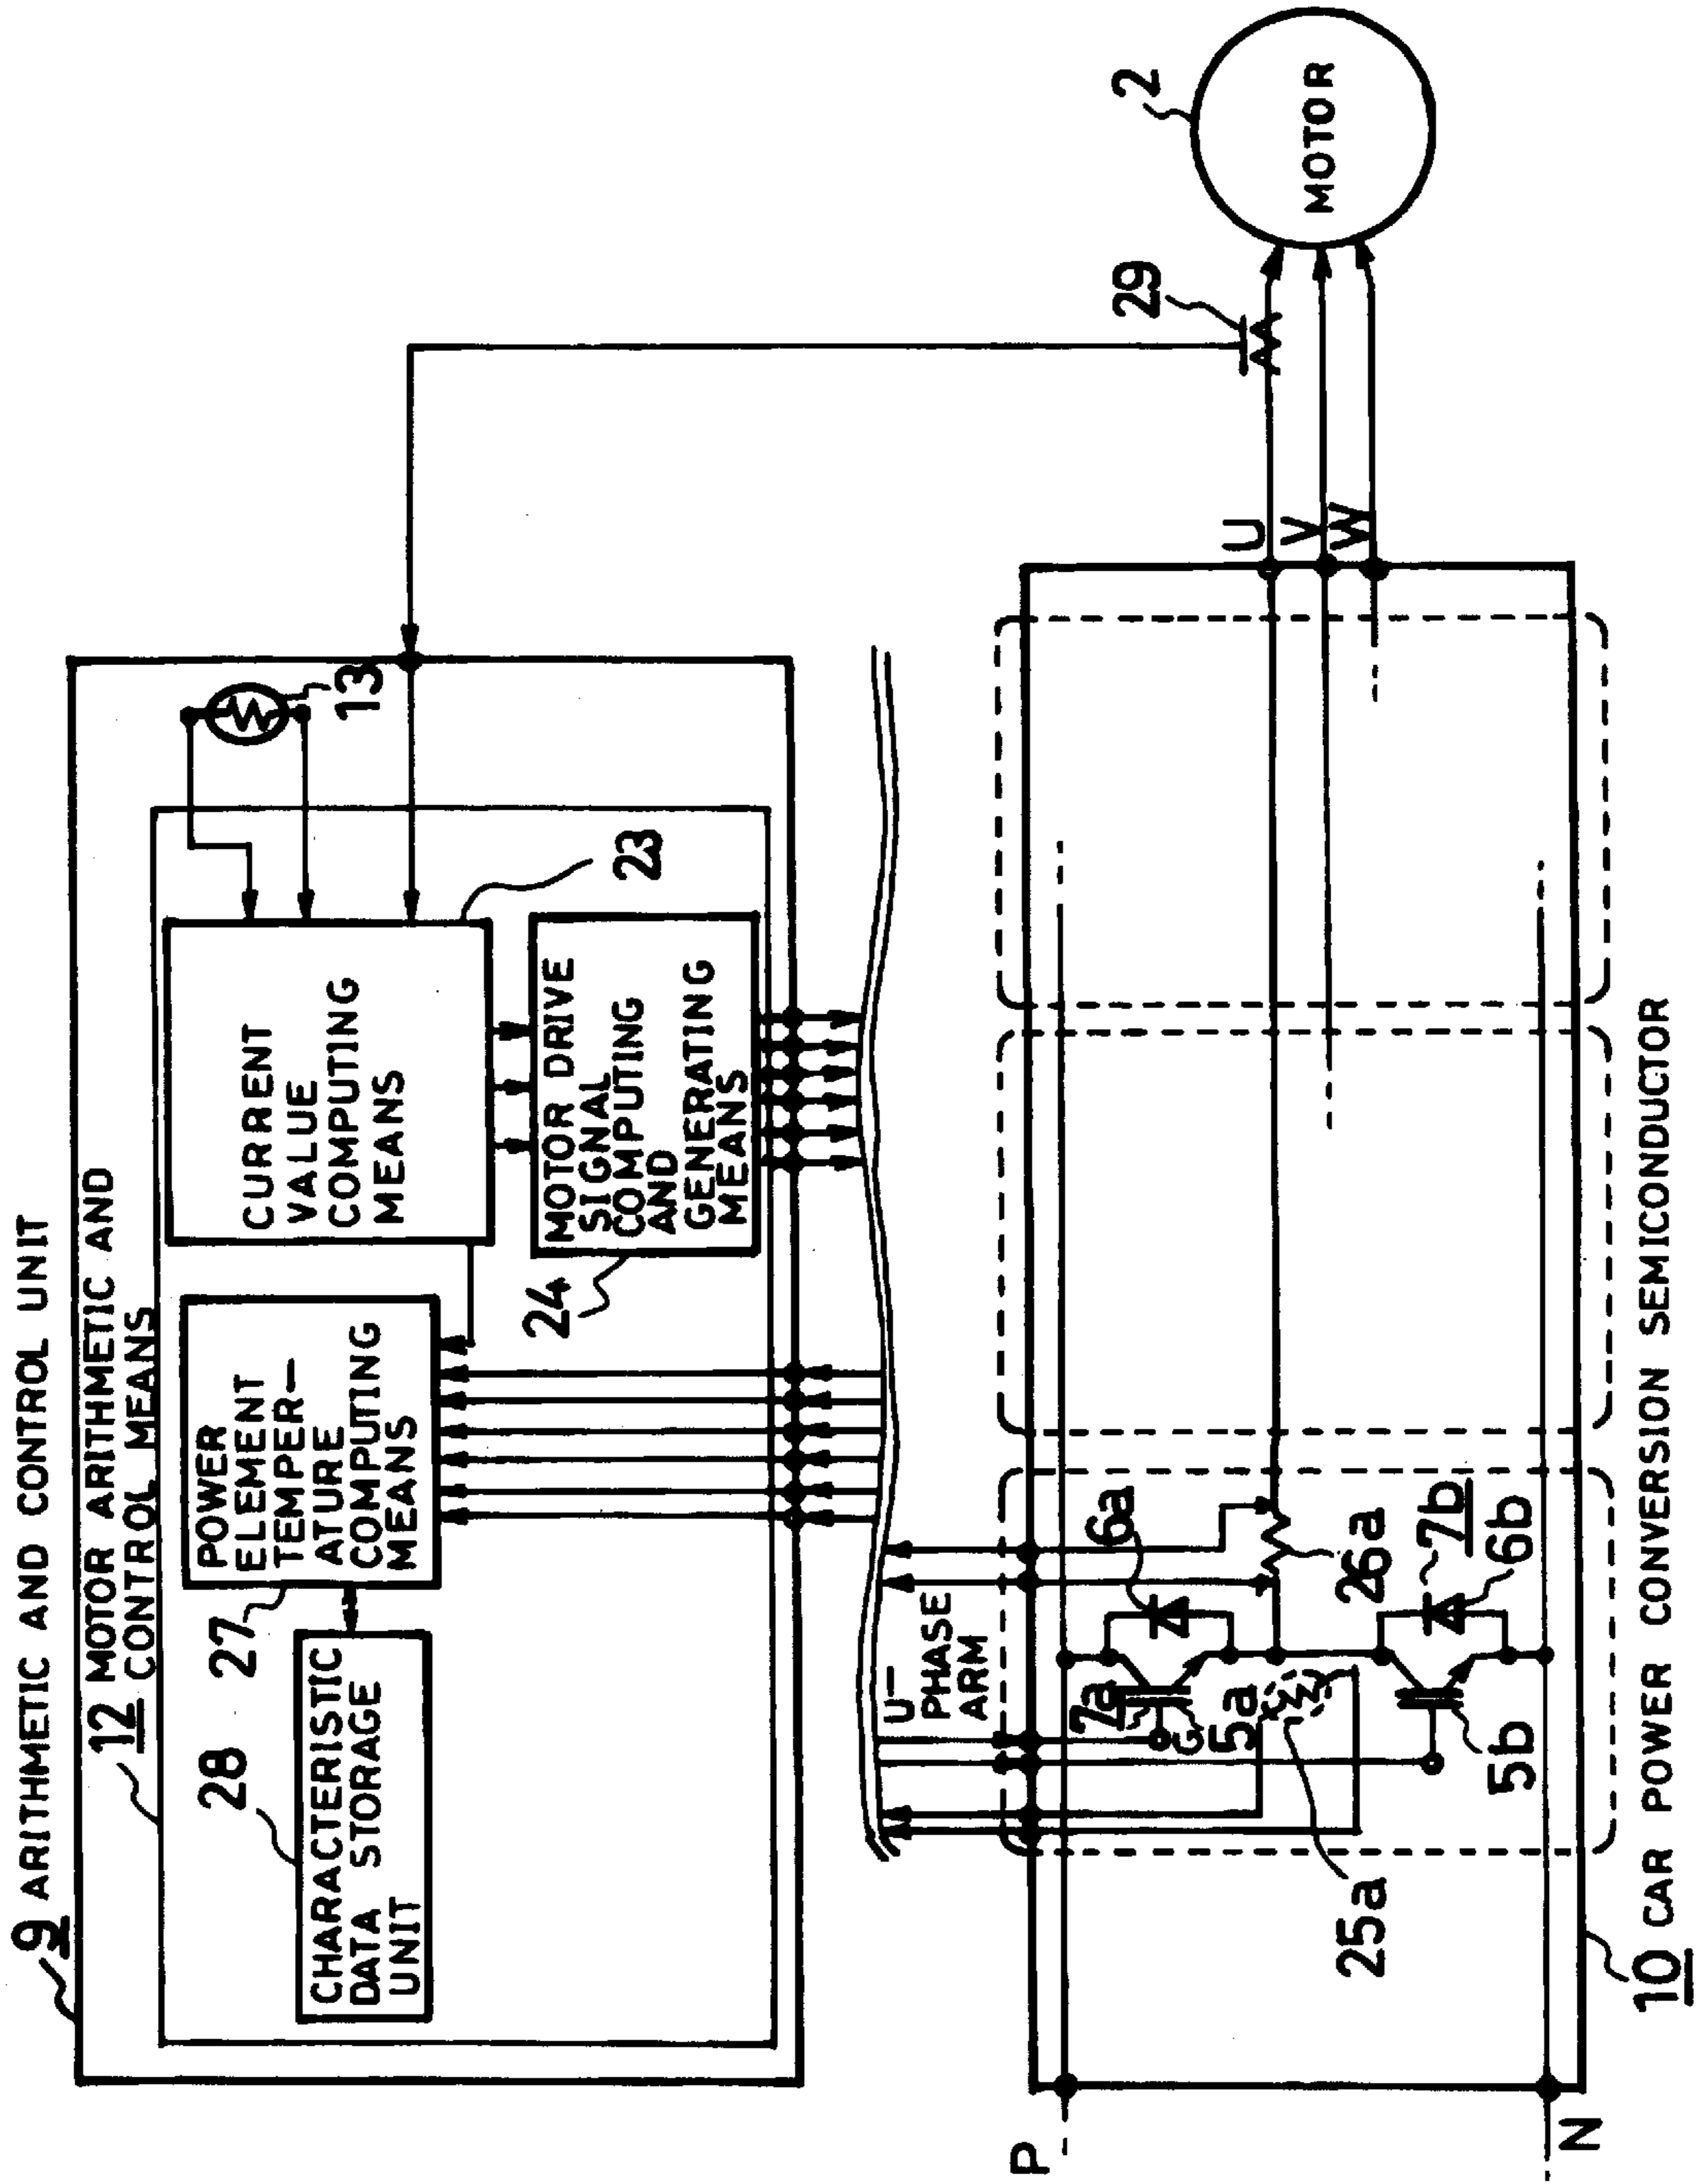 9 ARITHMETIC AND CONTROL UNIT
12 MOTOR ARITHMETIC AND
CONTROL MEANS
28
CHARACTERISTIC
DATA STORAGE
UNIT
27
POWER
ELEMENT
TEMPER-
ATURE
COMPUTING
MEANS
CURRENT
VALUE
COMPUTING
MEANS
23
13
24
MOTOR DRIVE
SIGNAL
COMPUTING
AND
GENERATING
MEANS
29
2
MOTOR
U-
PHASE
ARM
P
N
U
V
W
7a
G
5a
6a
25a
26a
7b
6b
5b
10 CAR POWER CONVERSION SEMICONDUCTOR